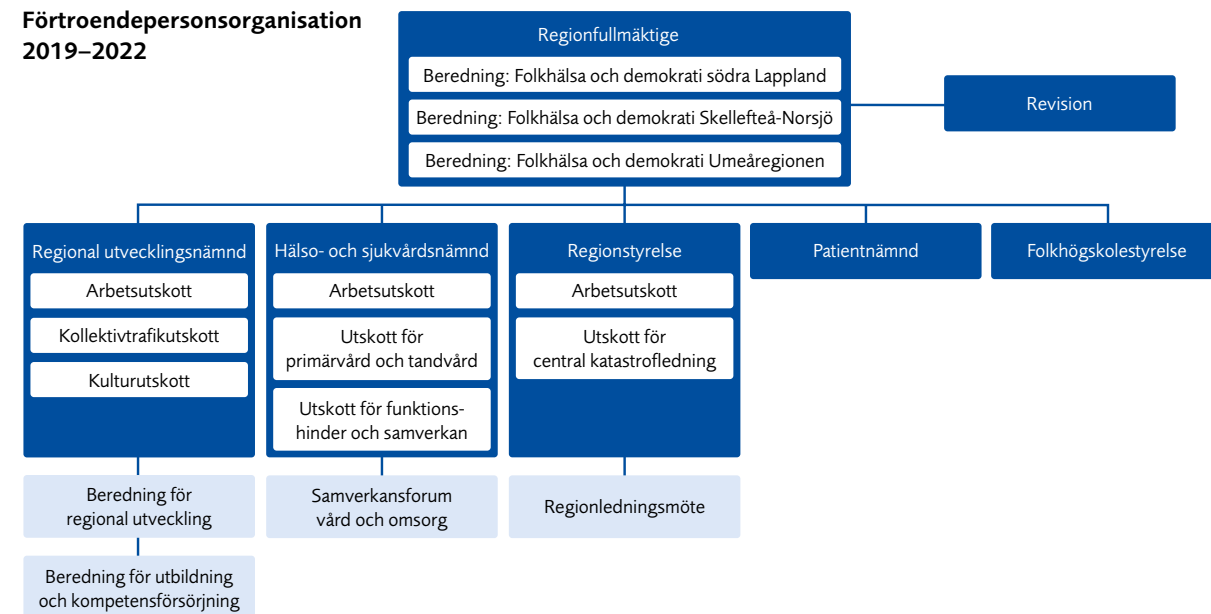 Förtroendepersonsorganisation
2019–2022
Regionfullmäktige
Beredning: Folkhälsa och demokrati södra Lappland
Beredning: Folkhälsa och demokrati Skellefteå-Norsjö
Beredning: Folkhälsa och demokrati Umeåregionen
Revision
Regional utvecklingsnämnd
Arbetsutskott
Kollektivtrafikutskott
Kulturutskott
Beredning för
regional utveckling
Beredning för utbildning
och kompetensförsörjning
Hälso- och sjukvårdsnämnd
Arbetsutskott
Utskott för
primärvård och tandvård
Utskott för funktions-
hinder och samverkan
Samverkansforum
vård och omsorg
Regionstyrelse
Arbetsutskott
Utskott för
central katastrofledning
Regionledningsmöte
Patientnämnd
Folkhögskolestyrelse